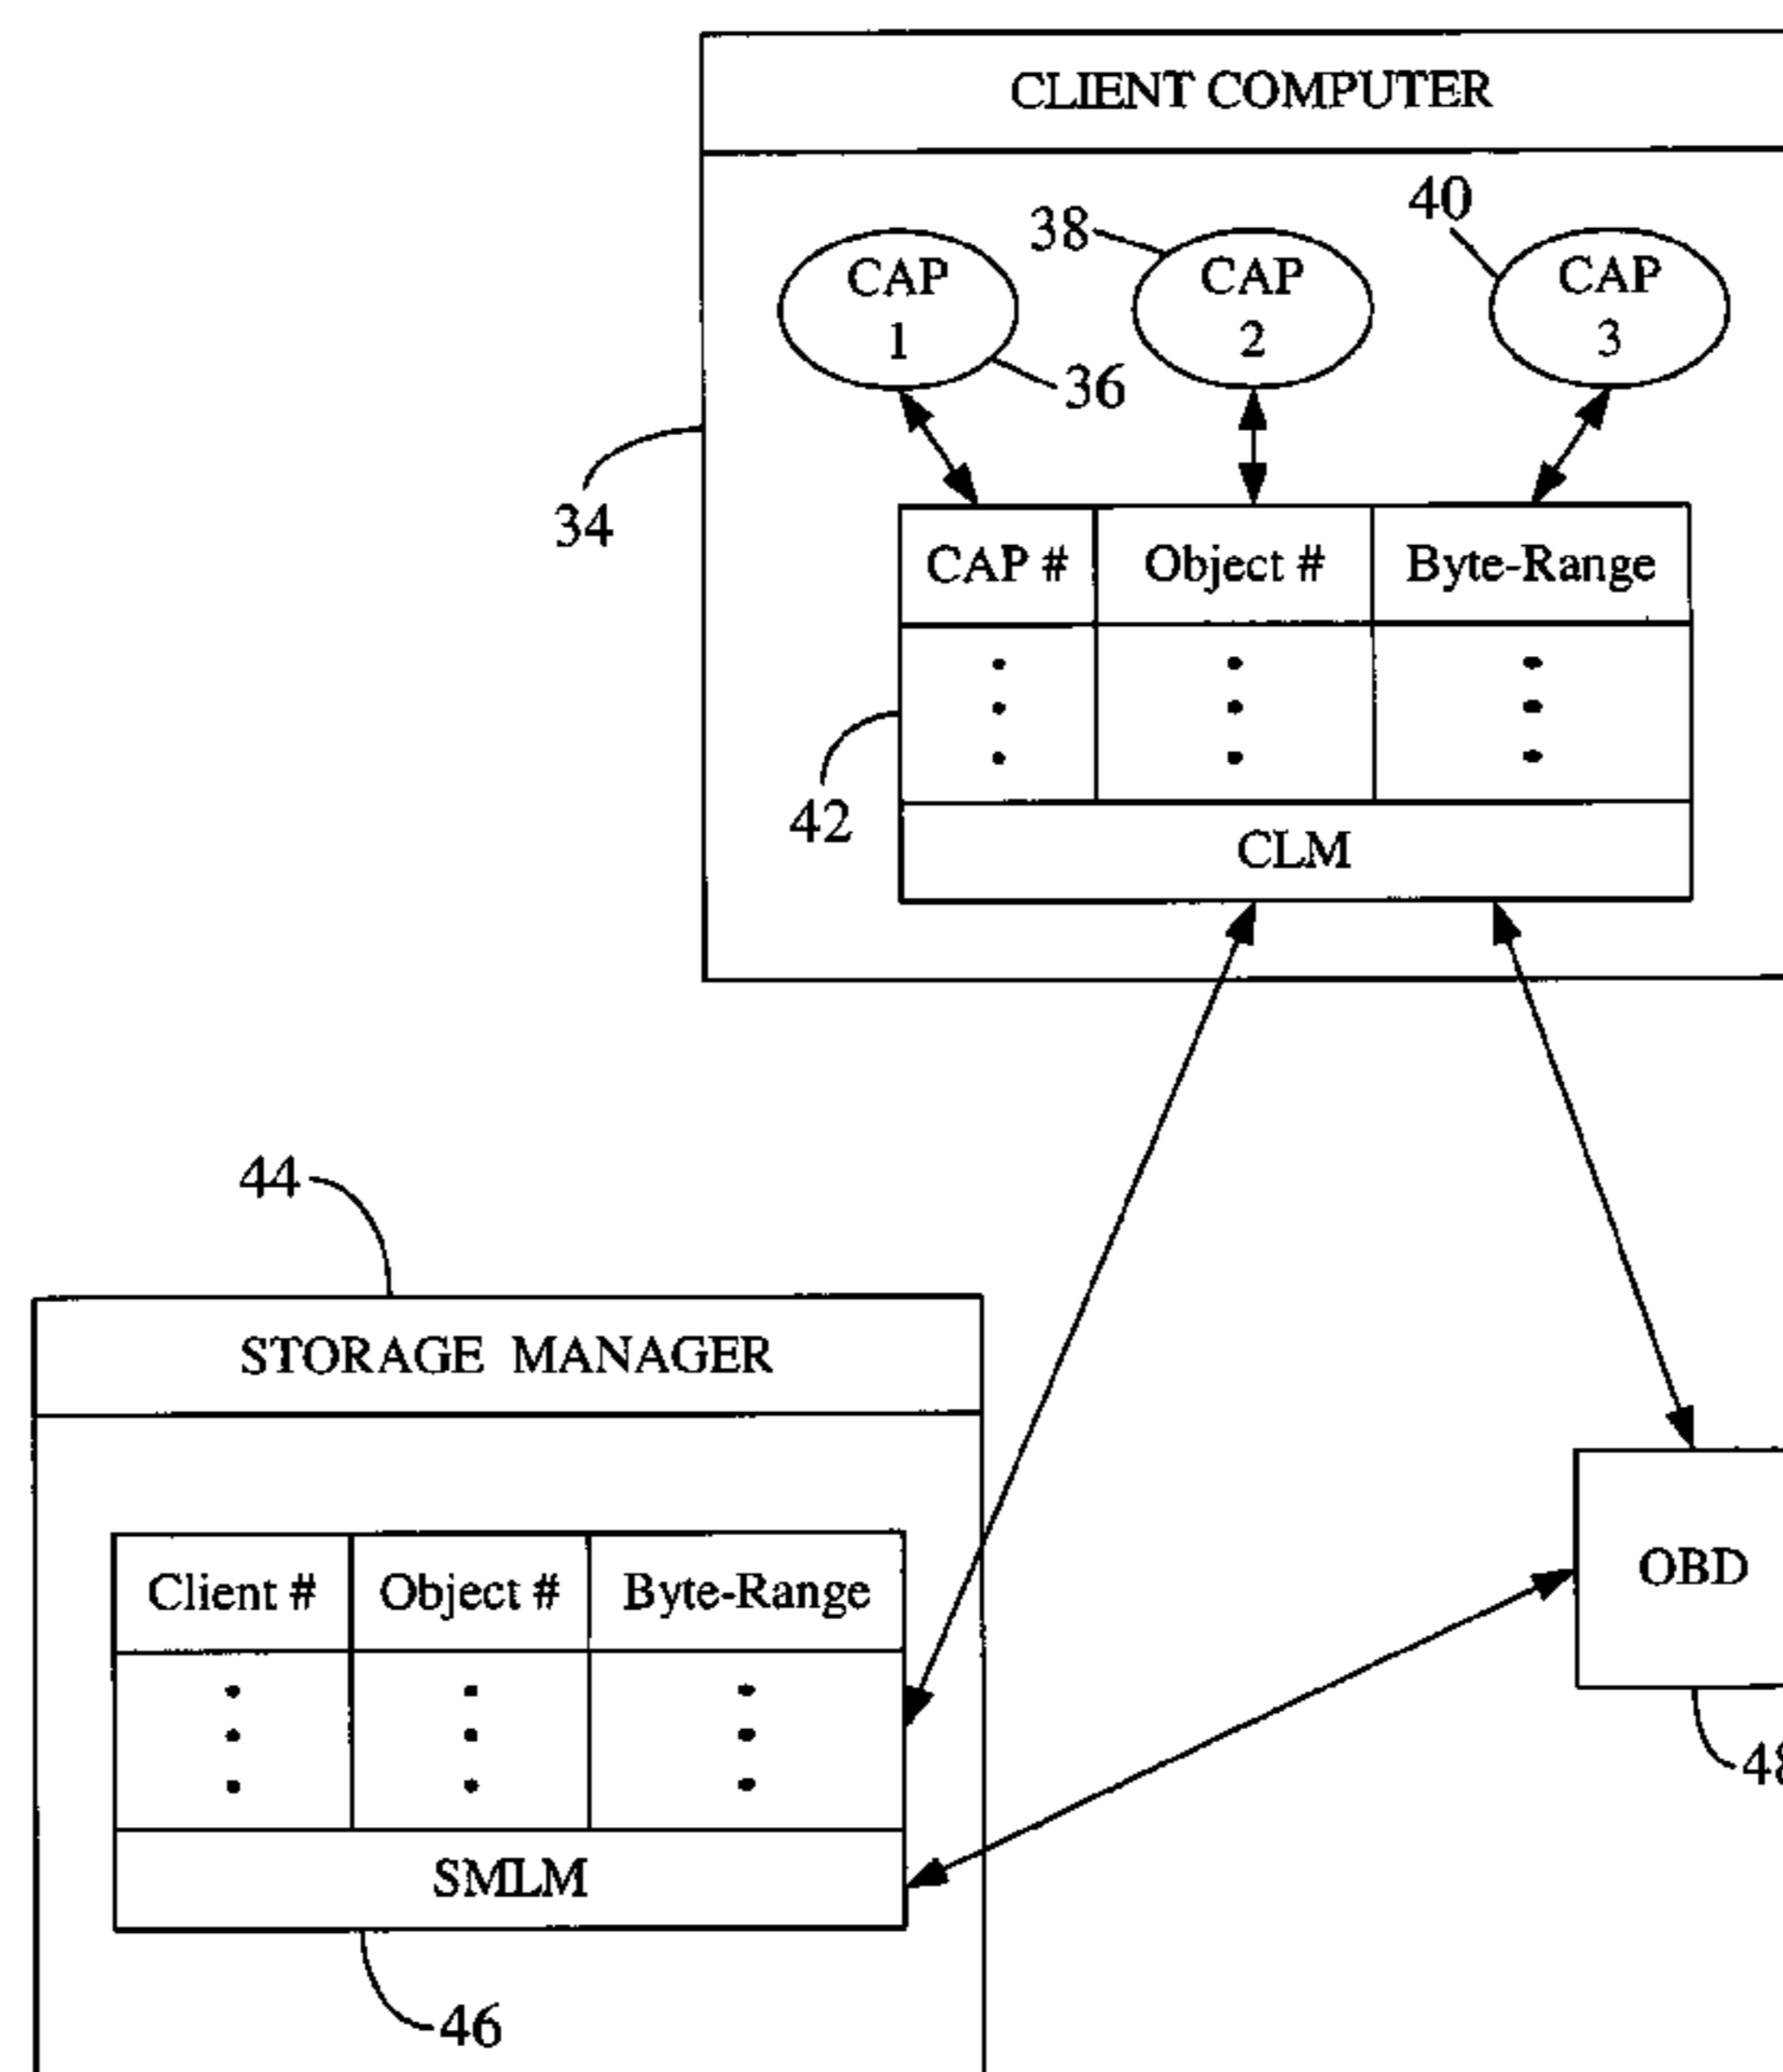 CLIENT COMPUTER
40
38
CAP
1
CAP
2
CAP
3
36
34
CAP # Object # Byte-Range
42
CLM
44
STORAGE MANAGER
OBD
Client # Object # Byte-Range
48
SMLM
46